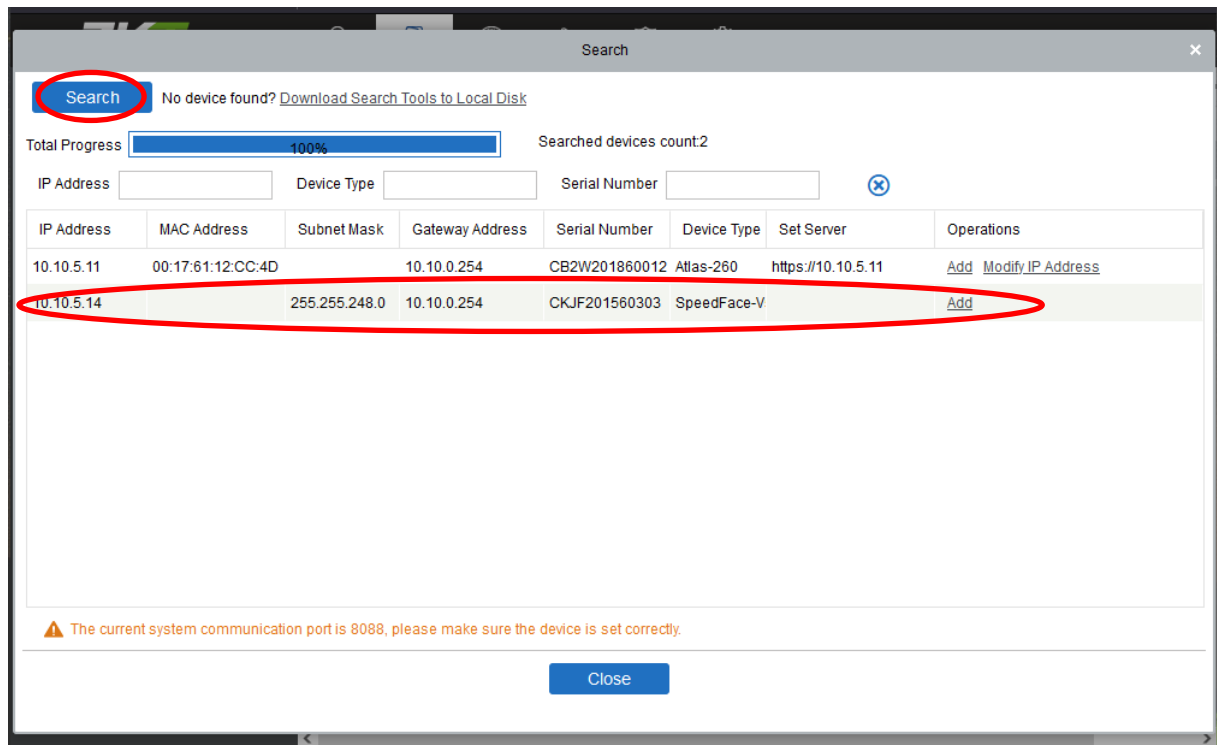 Search
Search No device found? Download Search Tools to Local Disk
Total Progress 100% Searched devices count:2
IP Address Device Type Serial Number
IP Address MAC Address Subnet Mask Gateway Address Serial Number Device Type Set Server Operations
10.10.5.11 00:17:61:12:CC:4D 10.10.0.254 CB2W201860012 Atlas-260 https://10.10.5.11 Add Modify IP Address
10.10.5.14 255.255.248.0 10.10.0.254 CKJF201560303 SpeedFace-V Add
The current system communication port is 8088, please make sure the device is set correctly.
Close